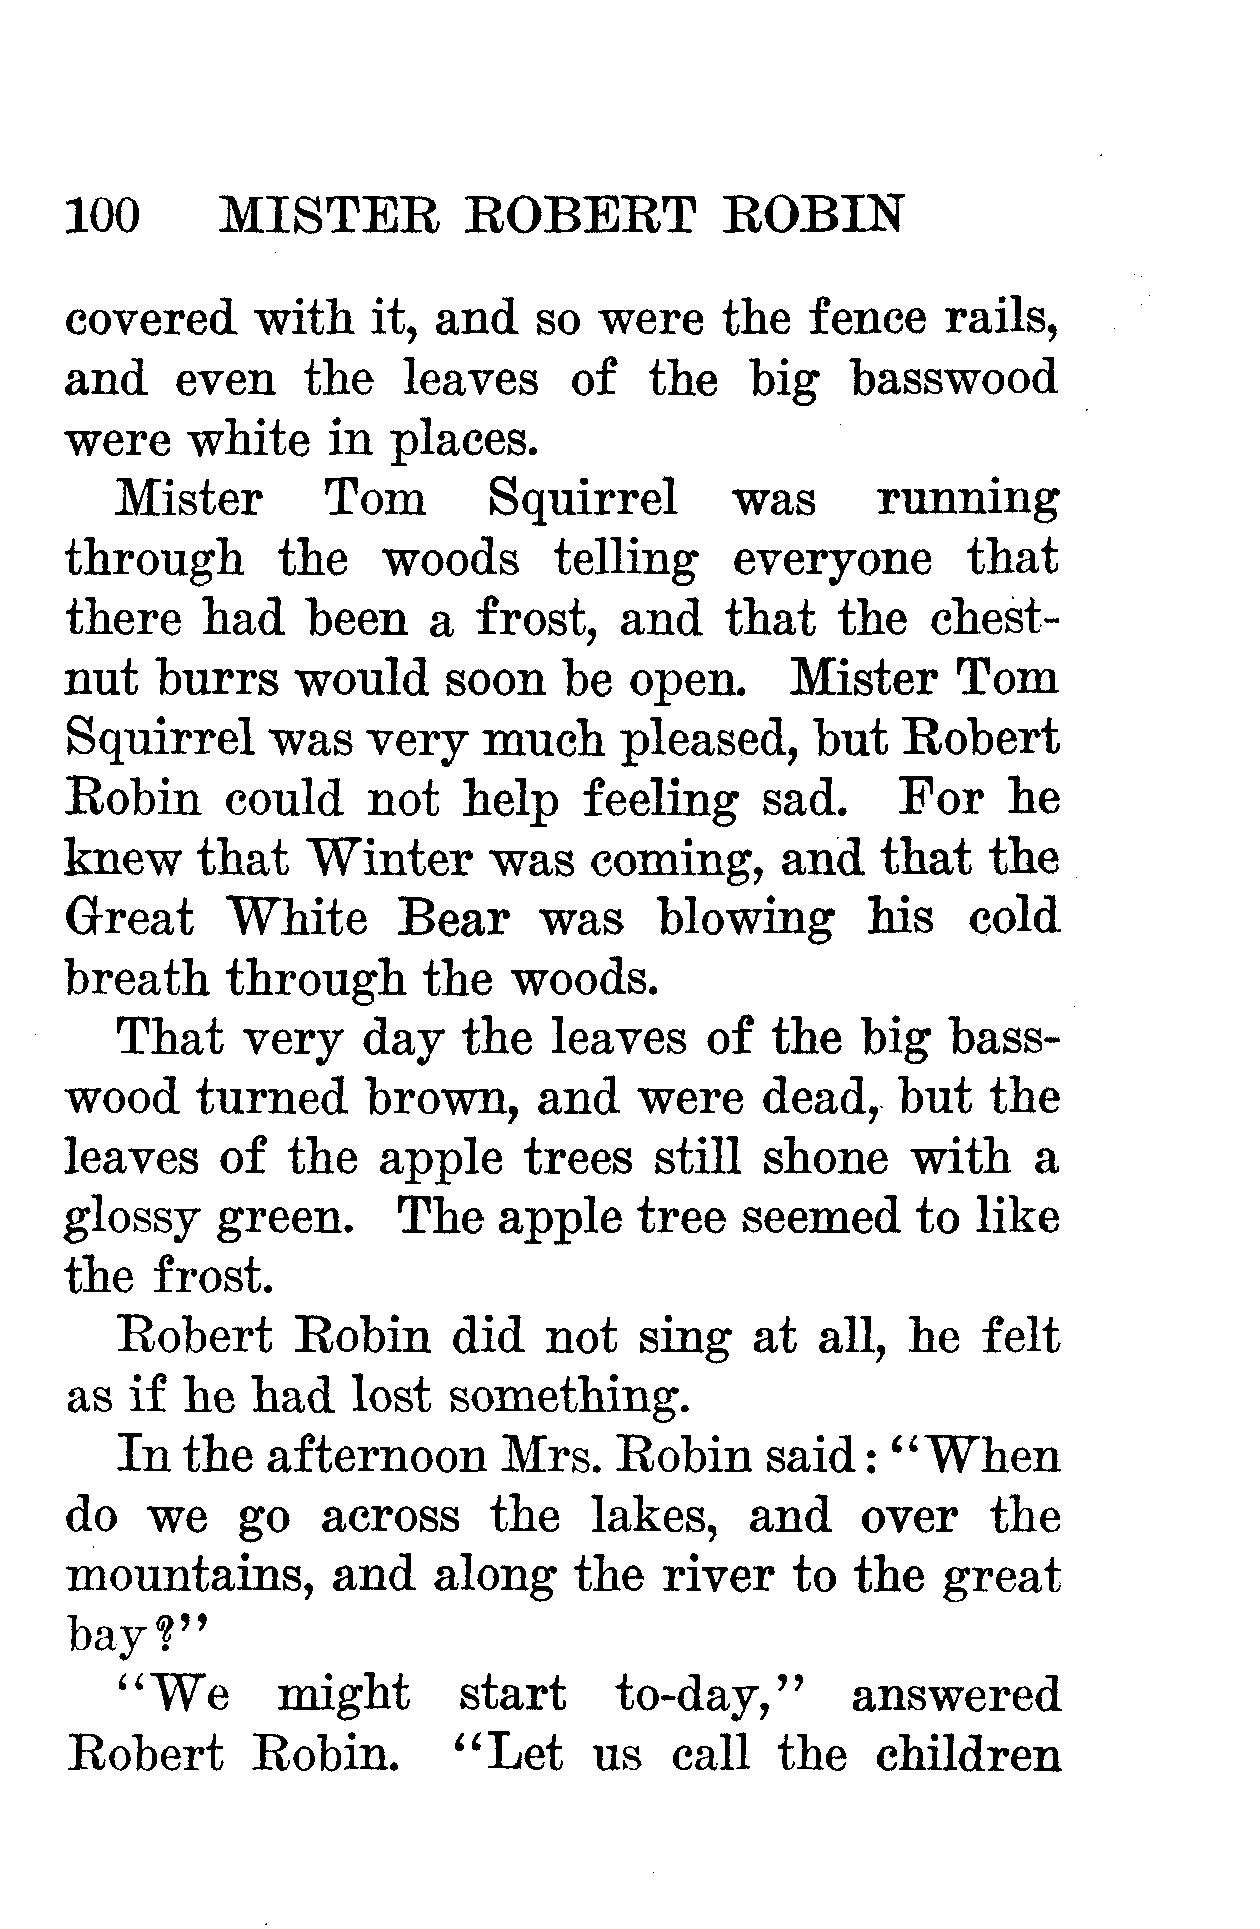 100 MISTER ROBERT ROBIN
covered with it, and so were the fence rails,
and even the leaves of the big basswood
were white in places.
Mister Tom Squirrel was running
through the woods telling everyone that
there had been a frost, and that the chest-
nut burrs would soon be open. Mister Tom
Squirrel was very much pleased, but Robert
Robin could not help feeling sad. For he
knew that Winter was coming, and that the
Great White Bear was blowing his cold
breath through the woods.
That very day the leaves of the big bass-
wood turned brown, and were dead, but the
leaves of the apple trees still shone with a
glossy green. The apple tree seemed to like
the frost.
Robert Robin did not sing at all, he felt
as if he had lost something.
In the afternoon Mrs. Robin said: "When
do we go across the lakes, and over the
mountains, and along the river to the great
bay?"
"We might start to-day," answered
Robert Robin. "Let us call the children